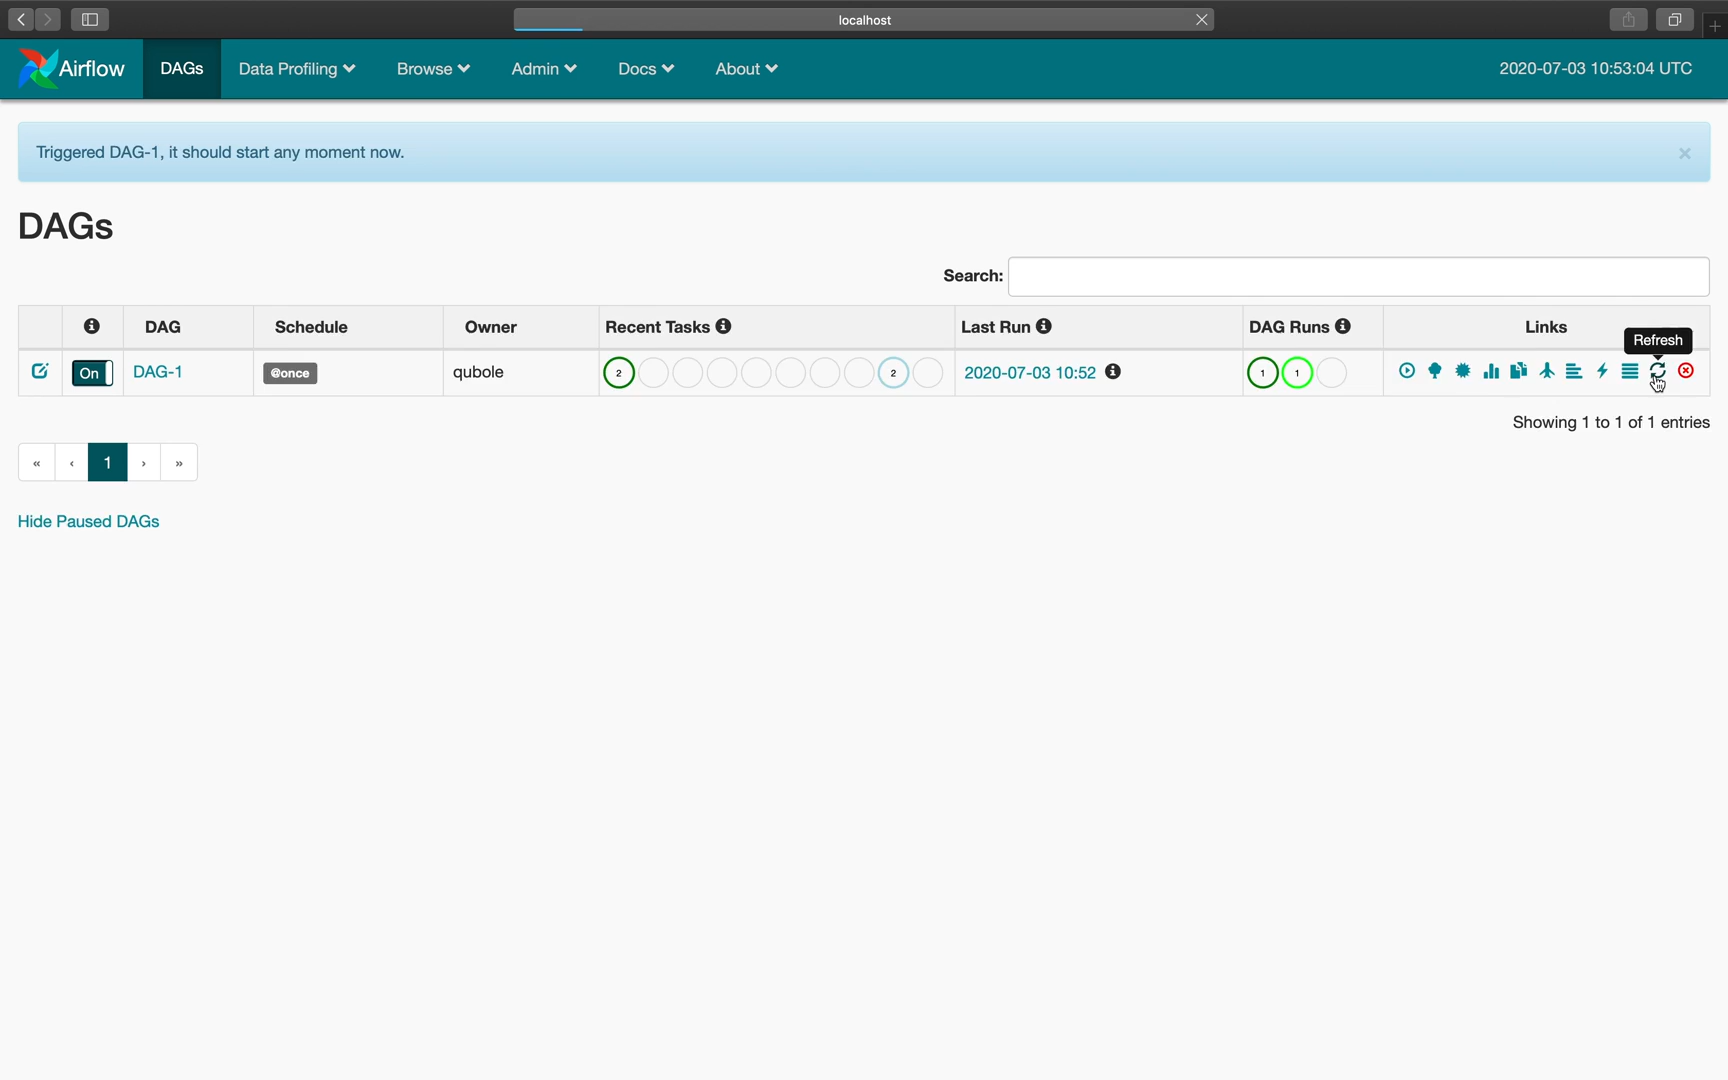 localhost
Airflow DAGs Data Profiling Browse Admin Docs About 2020-07-03 10:53:04 UTC
Triggered DAG-1, it should start any moment now. ×
DAGs
Search:
DAG Schedule Owner Recent Tasks Last Run DAG Runs Links
Refresh
On DAG-1 @once qubole 2 2 2020-07-03 10:52 1 1
Showing 1 to 1 of 1 entries
« ‹ 1 › »
Hide Paused DAGs